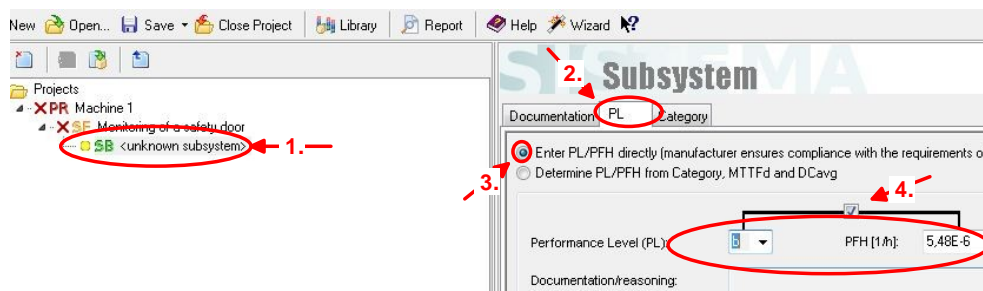 New Open... Save Close Project Library Report Help Wizard
SISTEMA
Subsystem
Projects
PR Machine 1
SF Monitoring of a safety door
SB <unknown subsystem>
1.
2.
Documentation PL Category
3.
Enter PL/PFH directly (manufacturer ensures compliance with the requirements o
Determine PL/PFH from Category, MTTFd and DCavg
4.
Performance Level (PL): b PFH [1/h]: 5,48E-6
Documentation/reasoning: